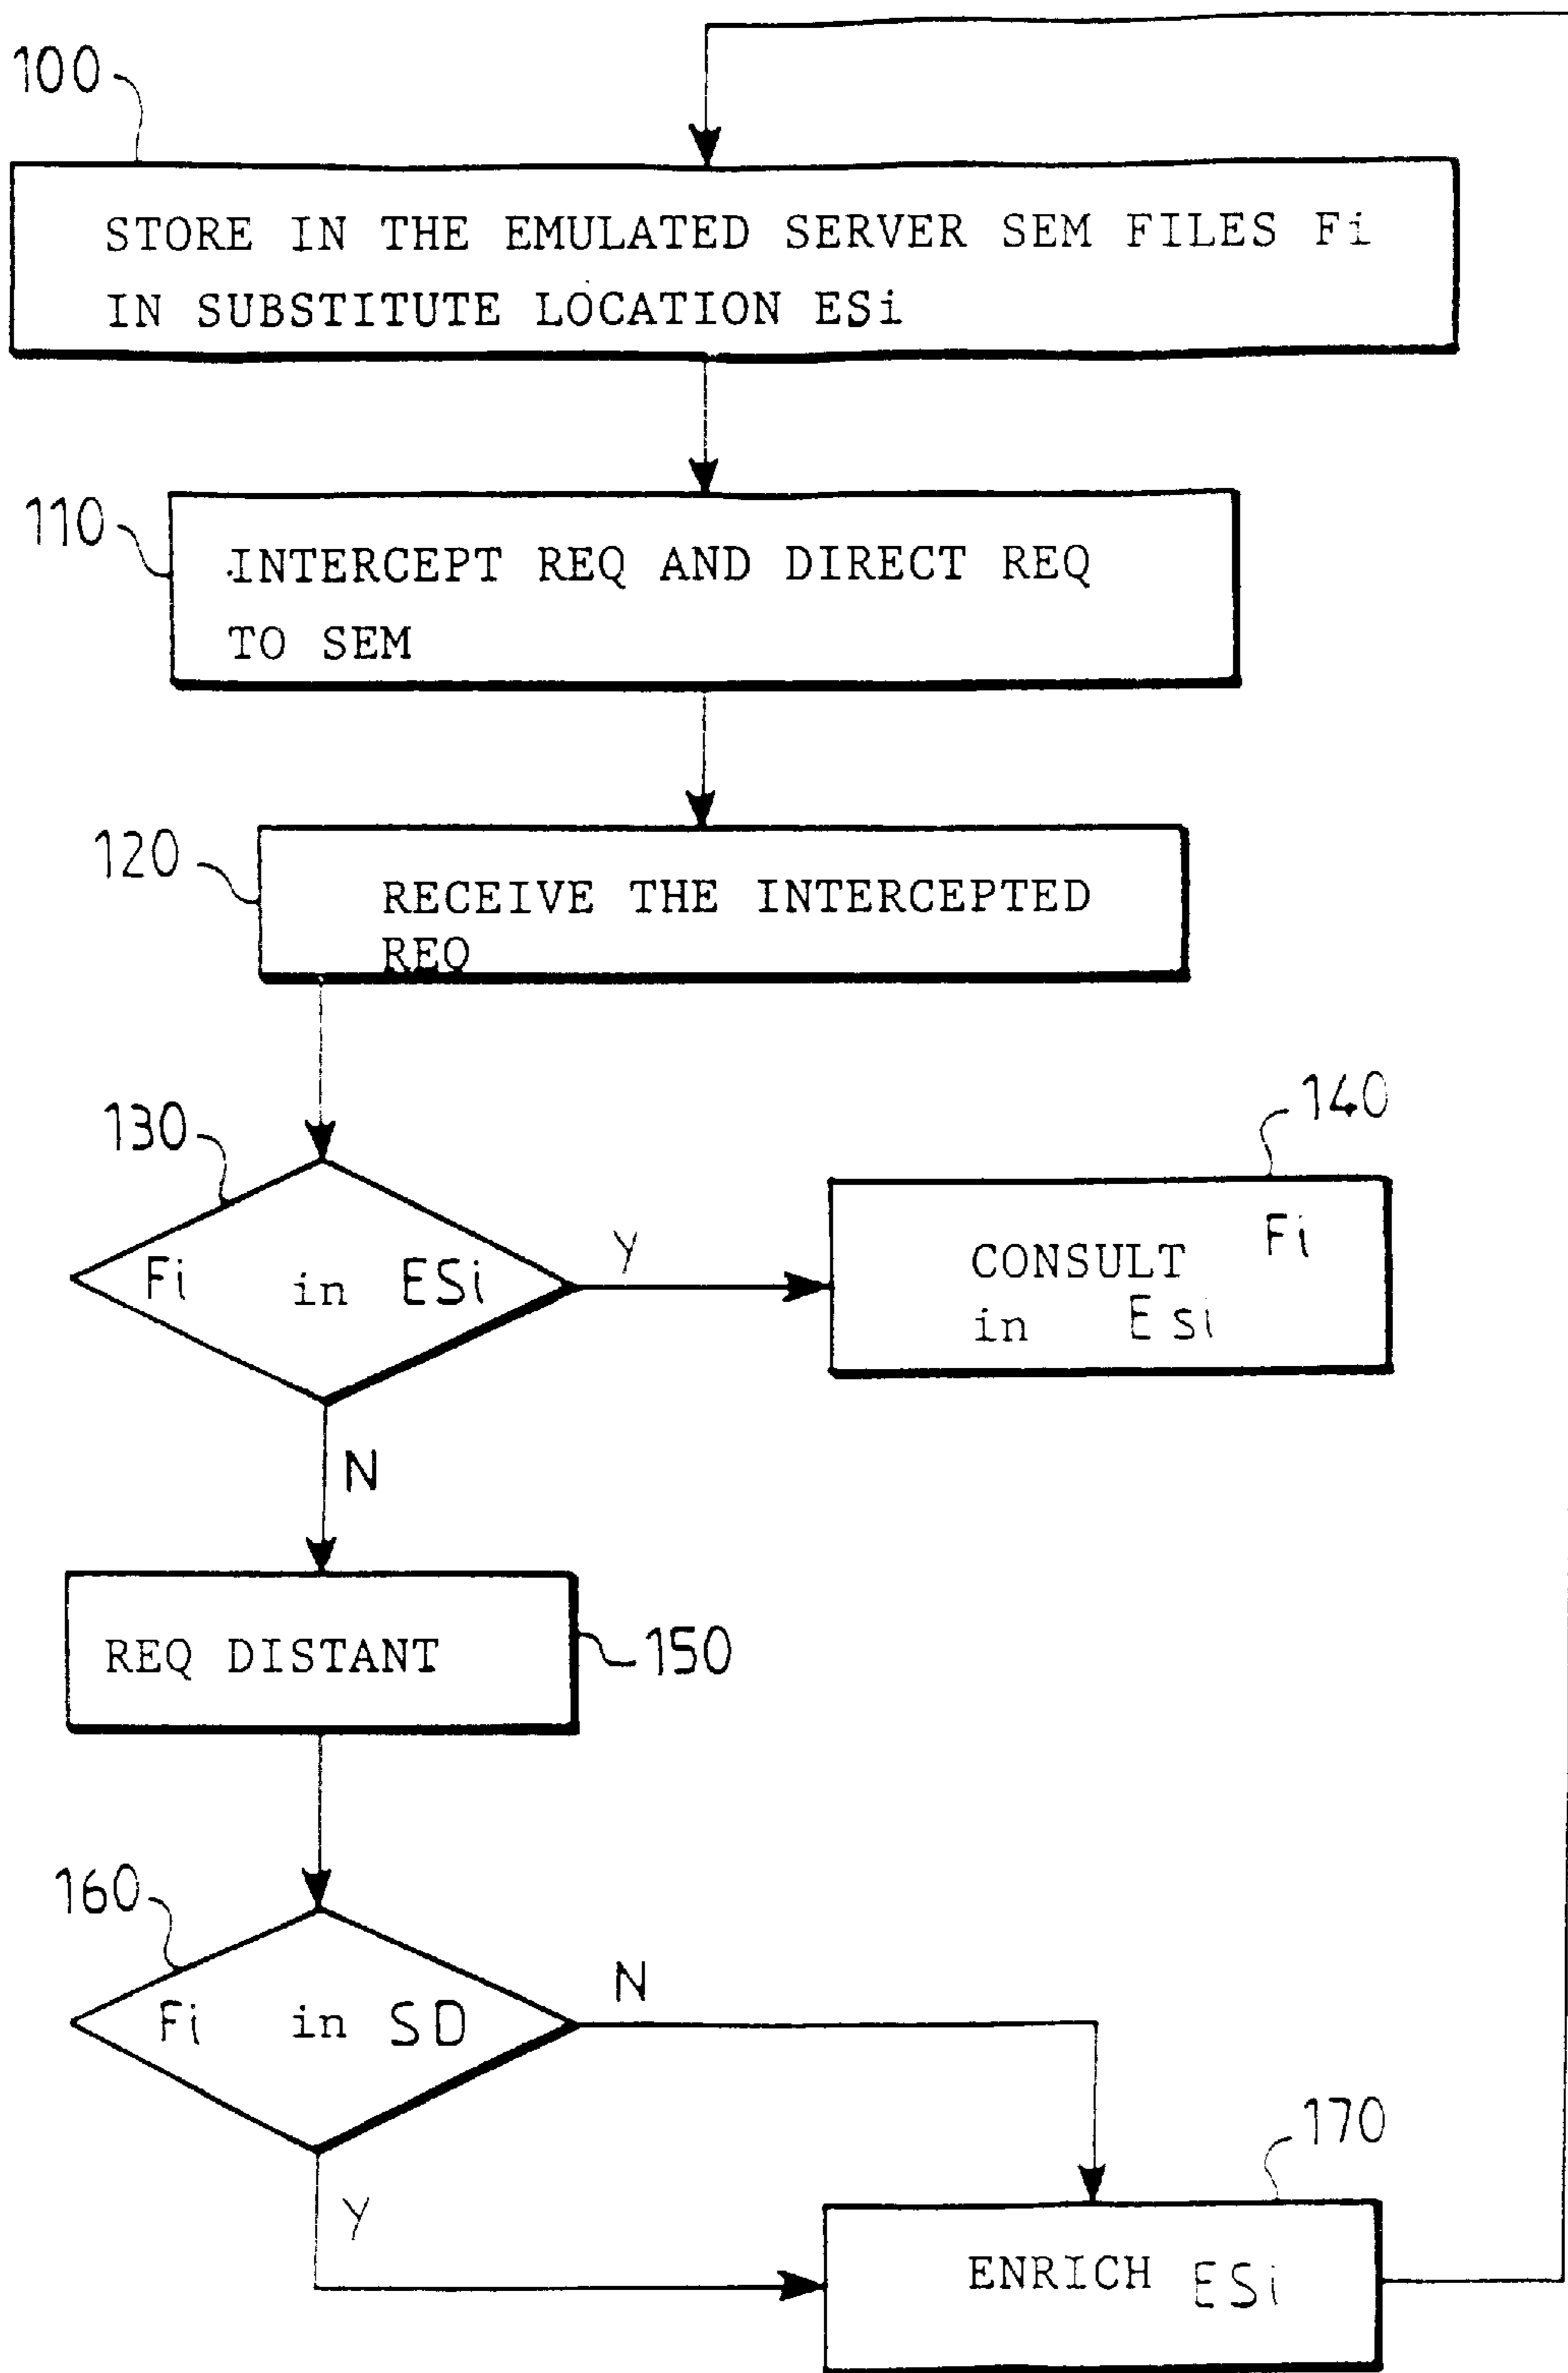 100
STORE IN THE EMULATED SERVER SEM FILES Fi
IN SUBSTITUTE LOCATION ESi
110
INTERCEPT REQ AND DIRECT REQ
TO SEM
120
RECEIVE THE INTERCEPTED
REQ
130
Fi in ESi
Y
140
CONSULT Fi
in Esi
N
150
REQ DISTANT
160
Fi in SD
N
Y
170
ENRICH ESi